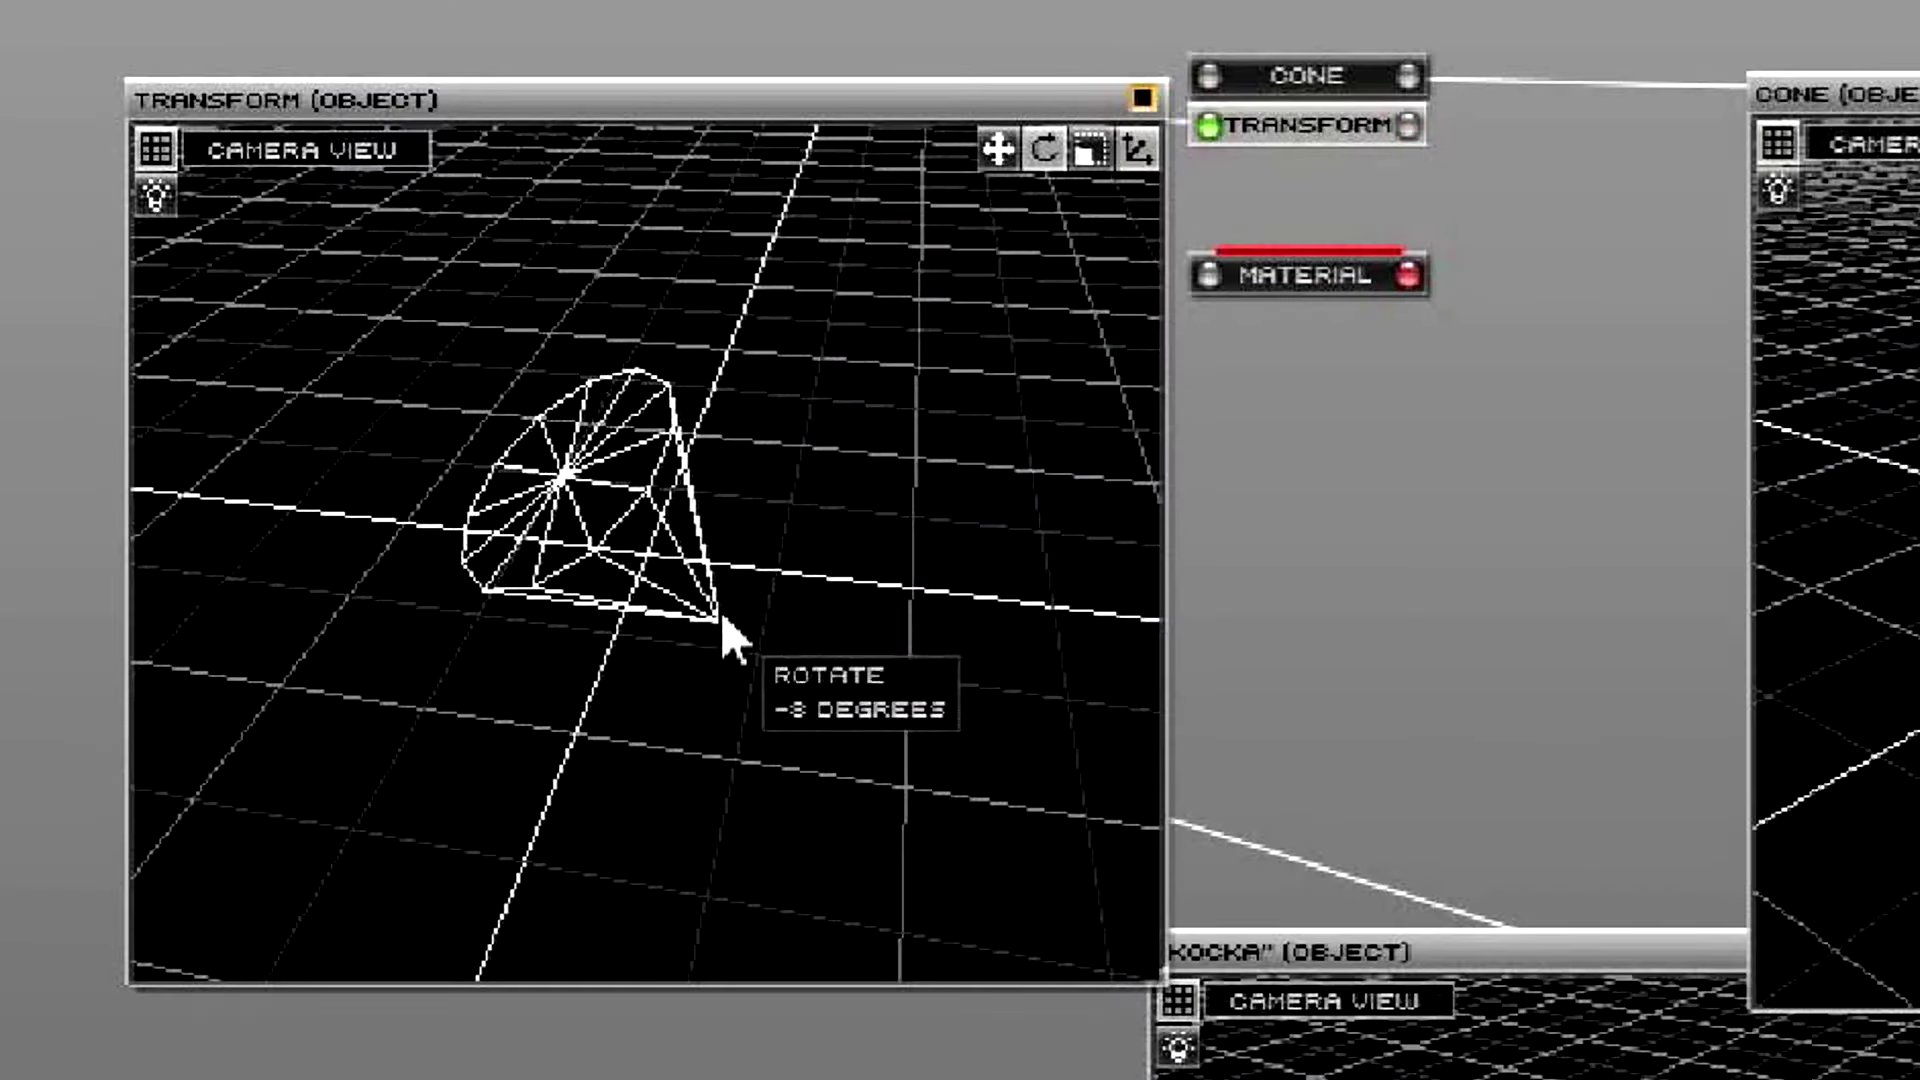 TRANSFORM (OBJECT)
CAMERA VIEW
ROTATE
-8 DEGREES
CONE
TRANSFORM
MATERIAL
CONE (OBJE
CAMER
KOCKA" (OBJECT)
CAMERA VIEW